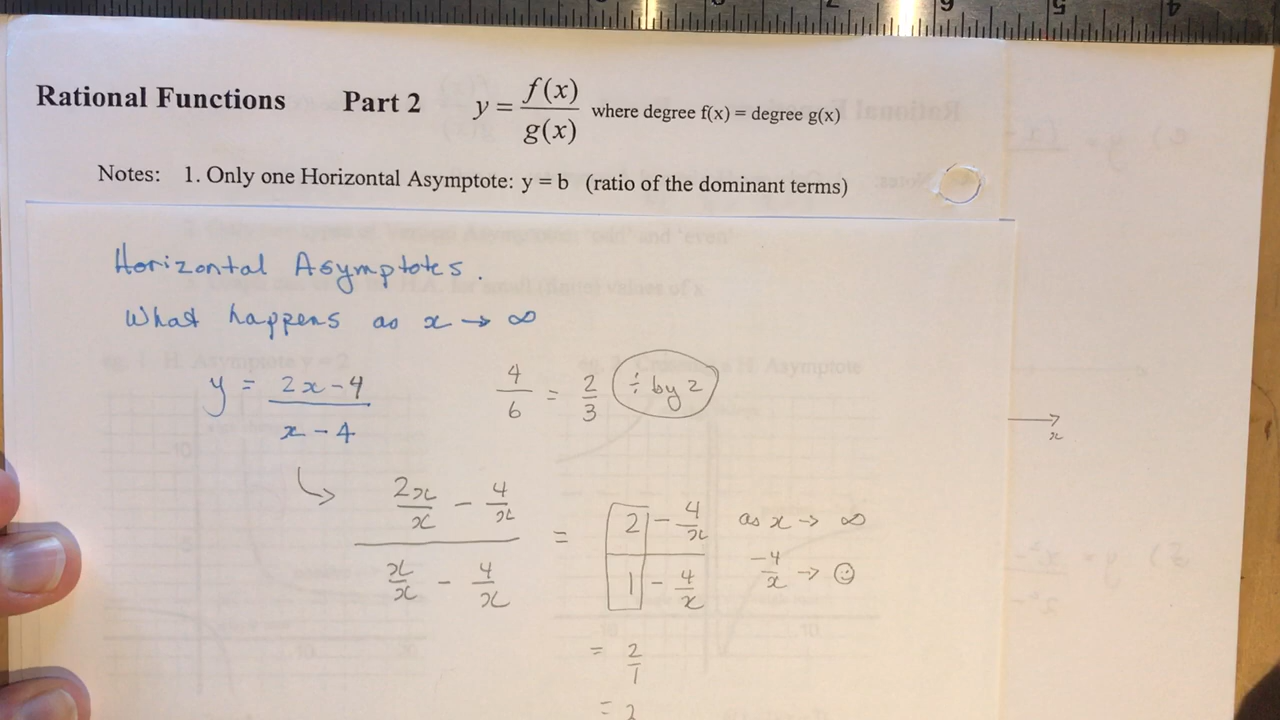 Rational Functions Part 2 y = f(x)/g(x) where degree f(x) = degree g(x)
Notes: 1. Only one Horizontal Asymptote: y = b (ratio of the dominant terms)
Horizontal Asymptotes.
What happens as x → ∞
y = (2x - 4)/(x - 4)
4/6 = 2/3 ÷ by 2
(2x/x - 4/x)/(x/x - 4/x) = (2 - 4/x)/(1 - 4/x)
as x → ∞
-4/x → ☺
= 2/1
= 2
x